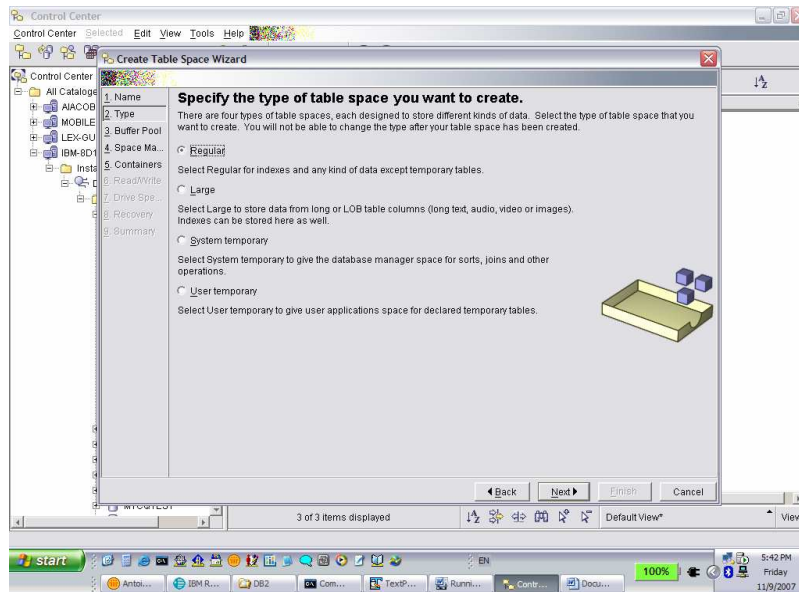 Control Center
Control Center Selected Edit View Tools Help
Create Table Space Wizard
Control Center
All Cataloge
AIACOB
MOBILE
LEX-GU
IBM-8D1
Insta
1. Name
2. Type
3. Buffer Pool
4. Space Ma...
5. Containers
6. Read/Write
7. Drive Spe...
8. Recovery
9. Summary
Specify the type of table space you want to create.
There are four types of table spaces, each designed to store different kinds of data. Select the type of table space that you
want to create. You will not be able to change the type after your table space has been created.
Regular
Select Regular for indexes and any kind of data except temporary tables.
Large
Select Large to store data from long or LOB table columns (long text, audio, video or images).
Indexes can be stored here as well.
System temporary
Select System temporary to give the database manager space for sorts, joins and other
operations.
User temporary
Select User temporary to give user applications space for declared temporary tables.
Back Next Finish Cancel
3 of 3 items displayed
Default View*
View
start
EN
100%
5:42 PM
Friday
11/9/2007
Antoi... IBM R... DB2 Com... TextP... Runni... Contr... Docu...